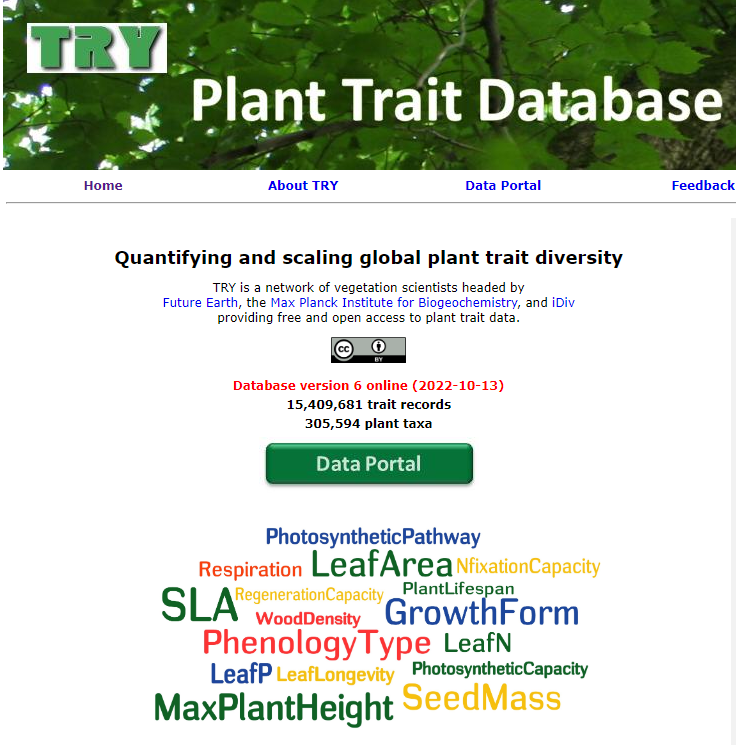 TRY
Plant Trait Database
Home About TRY Data Portal Feedback
Quantifying and scaling global plant trait diversity
TRY is a network of vegetation scientists headed by
Future Earth, the Max Planck Institute for Biogeochemistry, and iDiv
providing free and open access to plant trait data.
CC BY
Database version 6 online (2022-10-13)
15,409,681 trait records
305,594 plant taxa
Data Portal
PhotosyntheticPathway
Respiration LeafArea NfixationCapacity
SLA RegenerationCapacity PlantLifespan
WoodDensity GrowthForm
PhenologyType LeafN
LeafP LeafLongevity PhotosyntheticCapacity
MaxPlantHeight SeedMass